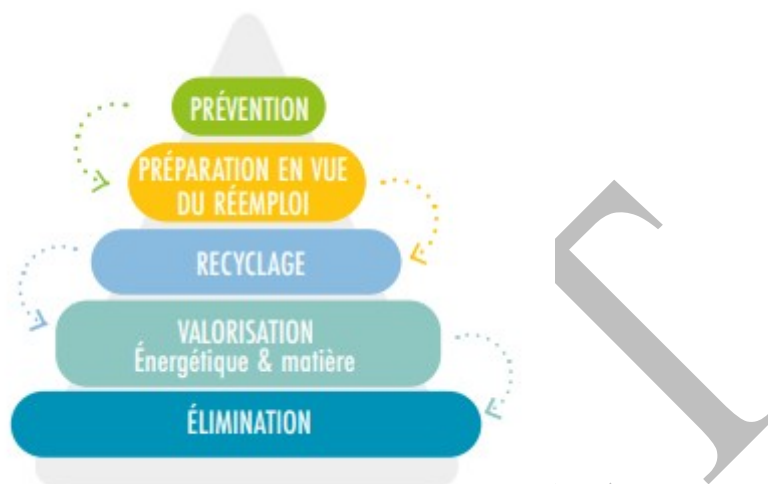 PRÉVENTION
PRÉPARATION EN VUE
DU RÉEMPLOI
RECYCLAGE
VALORISATION
Énergétique & matière
ÉLIMINATION